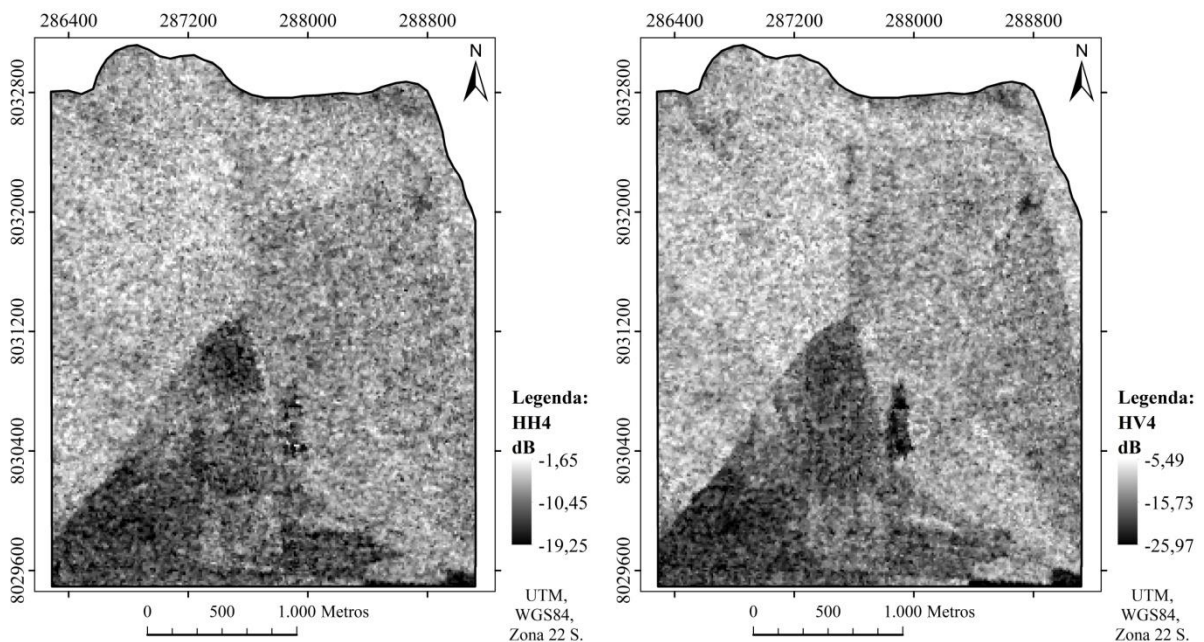 286400 287200 288000 288800
N
8032800
8032000
8031200
8030400
8029600
Legenda:
HH4
dB
-1,65
-10,45
-19,25
0 500 1.000 Metros
UTM,
WGS84,
Zona 22 S.
286400 287200 288000 288800
N
8032800
8032000
8031200
8030400
8029600
Legenda:
HV4
dB
-5,49
-15,73
-25,97
0 500 1.000 Metros
UTM,
WGS84,
Zona 22 S.